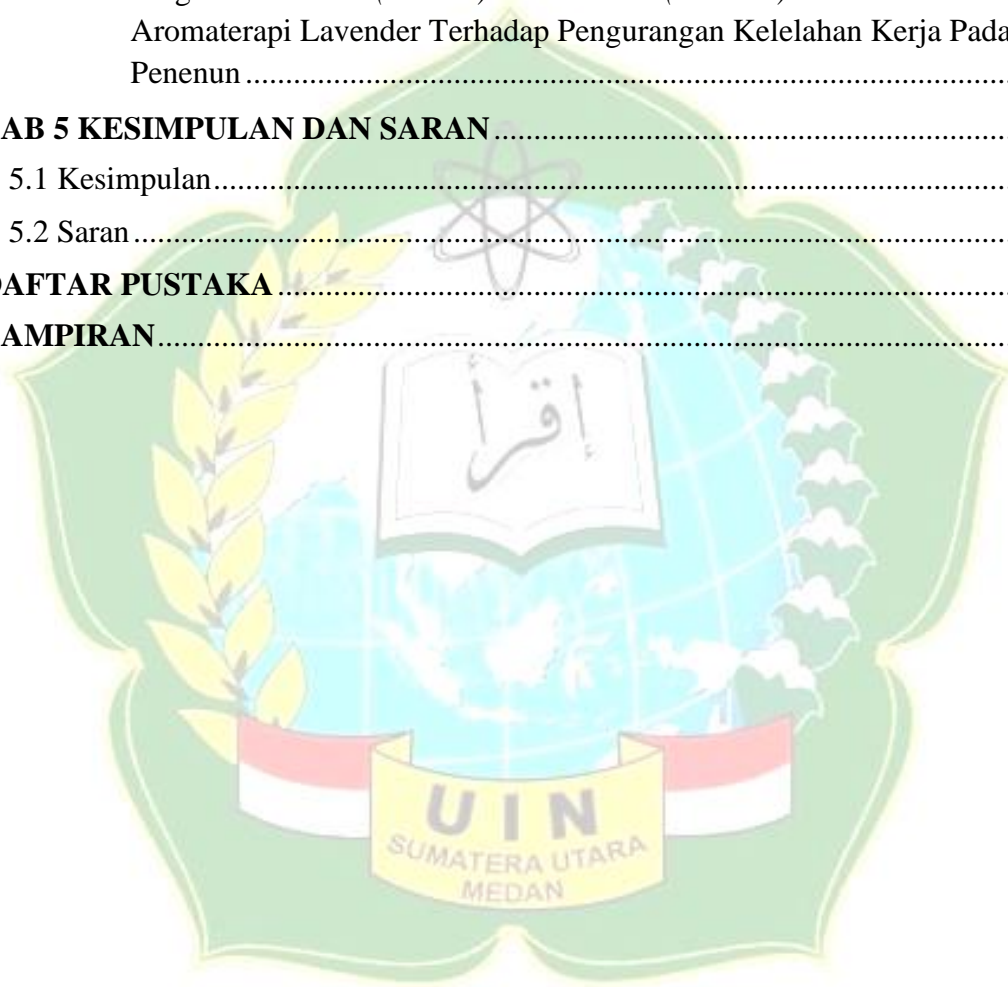 Aromaterapi Lavender Terhadap Pengurangan Kelelahan Kerja Pada
Penenun
AB 5 KESIMPULAN DAN SARAN
5.1 Kesimpulan
5.2 Saran
AFTAR PUSTAKA
AMPIRAN
إقرأ
UIN
SUMATERA UTARA
MEDAN